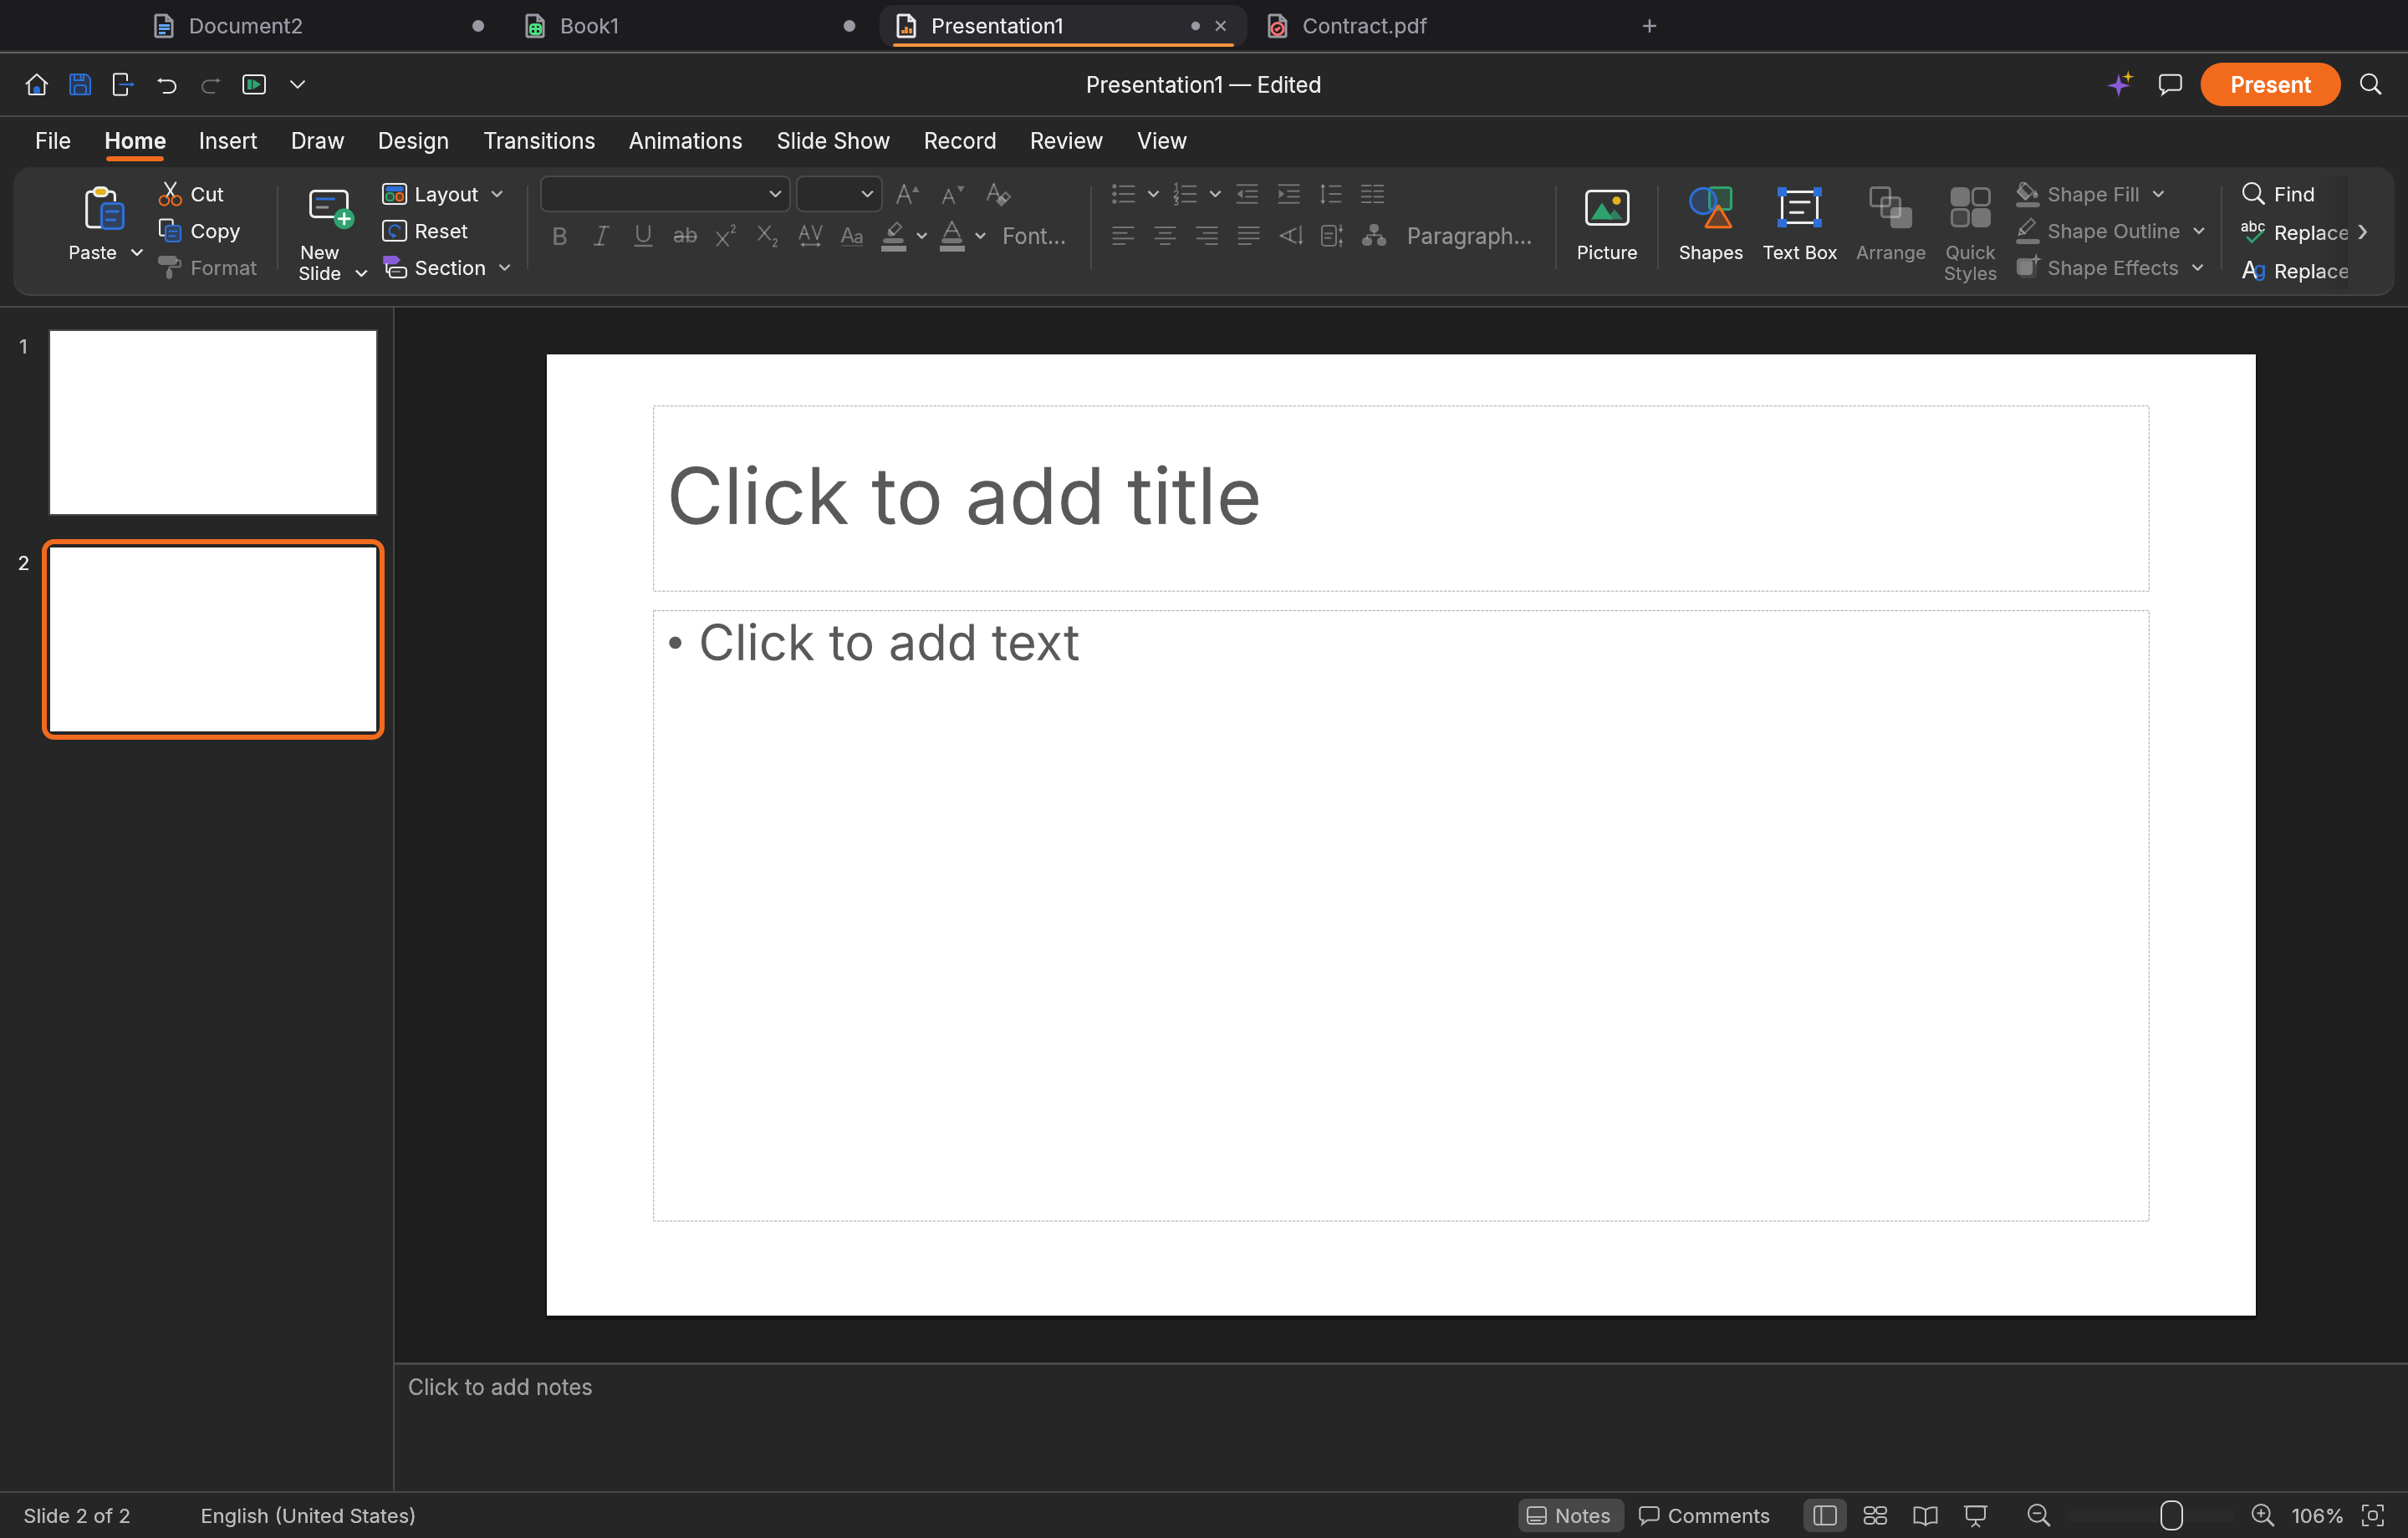 Document2
Book1
Presentation1
Contract.pdf
Presentation1 — Edited
Present
File Home Insert Draw Design Transitions Animations Slide Show Record Review View
Paste
Cut
Copy
Format
New Slide
Layout
Reset
Section
Font...
Paragraph...
Picture
Shapes
Text Box
Arrange
Quick Styles
Shape Fill
Shape Outline
Shape Effects
Find
Replace
Replace
1
2
Click to add title
• Click to add text
Click to add notes
Slide 2 of 2
English (United States)
Notes
Comments
106%